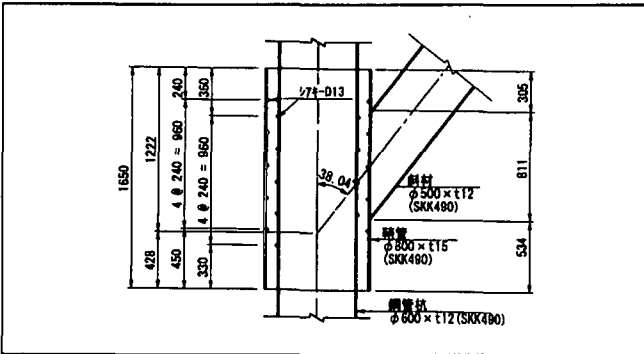 240
360
シアキーD13
305
1222
1650
4 @ 240 = 960
4 @ 240 = 960
38.04
811
斜材
φ500×t12
(SKK490)
鞘管
φ800×t15
(SKK490)
428
450
330
534
鋼管杭
φ600×t12(SKK490)